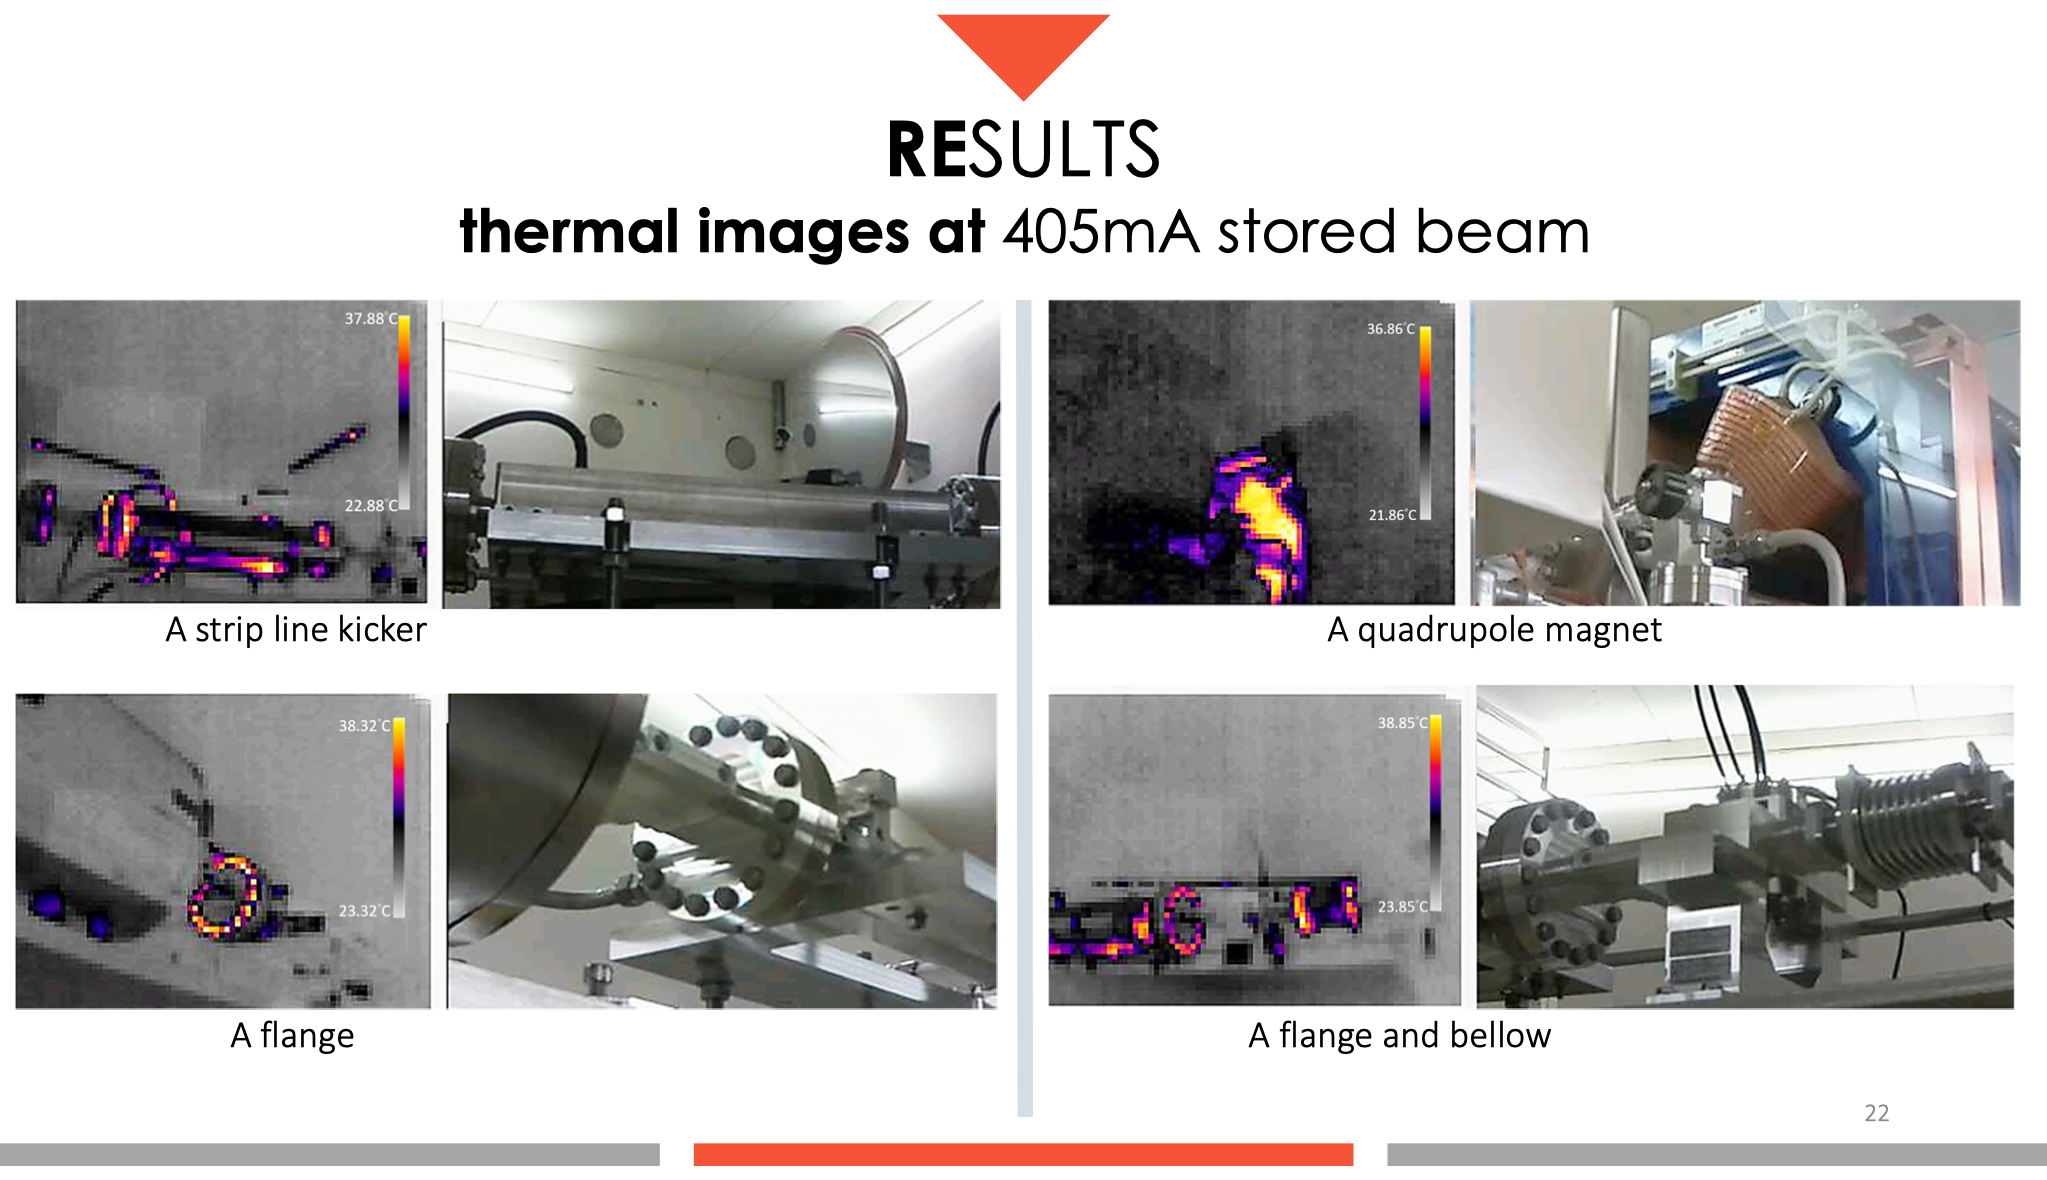 RESULTS
thermal images at 405mA stored beam
37.88°C
22.88°C
A strip line kicker
36.86°C
21.86°C
A quadrupole magnet
38.32°C
23.32°C
A flange
38.85°C
23.85°C
A flange and bellow
22